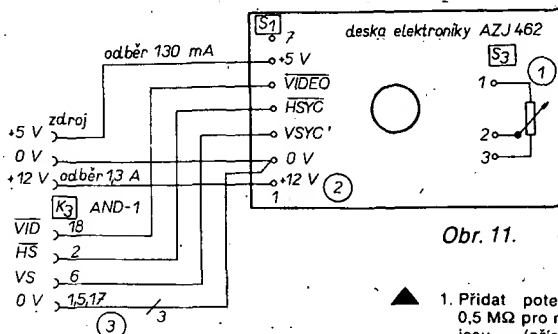 S1
deska elektroniky AZJ 462
7
odběr 130 mA
+5 V
S3
1
1
VIDEO
HSYC
zdroj
VSYC'
2
+5 V
0 V
3
0 V
+12 V
odběr 1,3 A
+12 V
2
1
K3 AND-1
VID 18
HS 2
VS 6
0 V 1,5,17
3
3
Obr. 11.
▲ 1. Přidat
0,5 MΩ pro